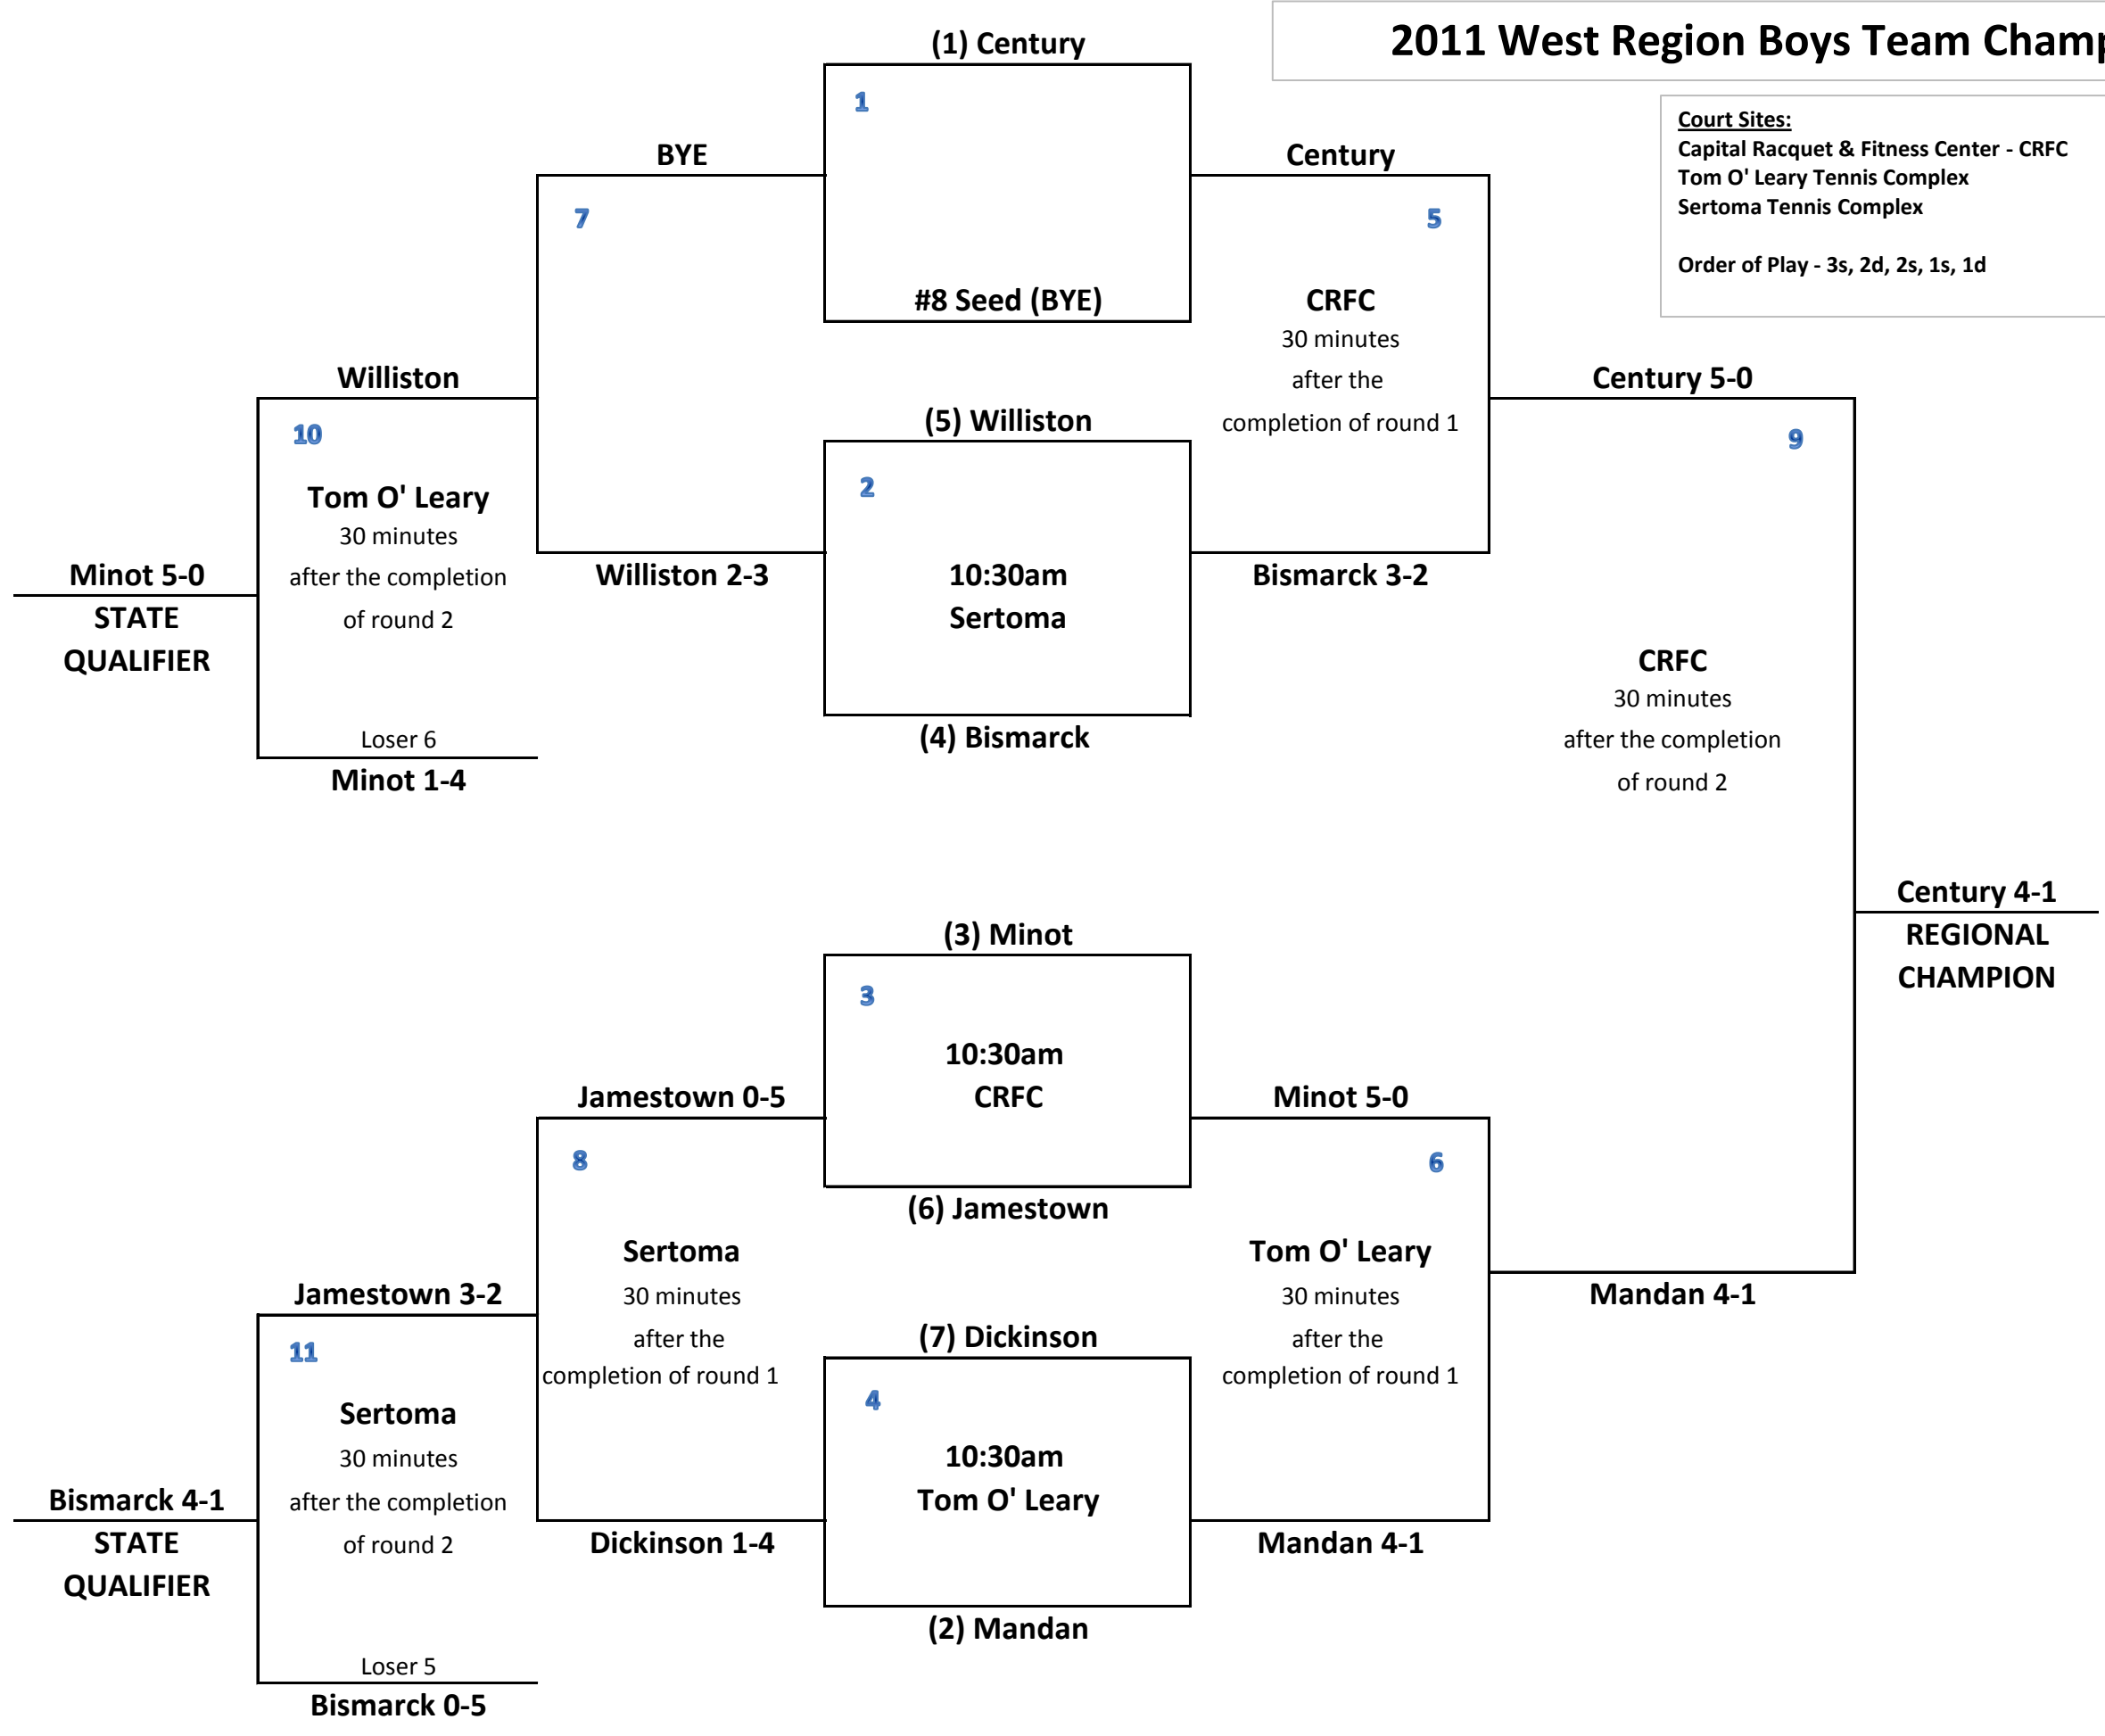 2011 West Region Boys Team Champ
Court Sites:
Capital Racquet & Fitness Center - CRFC
Tom O' Leary Tennis Complex
Sertoma Tennis Complex
Order of Play - 3s, 2d, 2s, 1s, 1d
(1) Century
1
#8 Seed (BYE)
BYE
7
Williston 2-3
Century
5
CRFC
30 minutes
after the
completion of round 1
Bismarck 3-2
(5) Williston
2
10:30am
Sertoma
(4) Bismarck
Williston
10
Tom O' Leary
30 minutes
after the completion
of round 2
Loser 6
Minot 1-4
Minot 5-0
STATE
QUALIFIER
Century 5-0
9
CRFC
30 minutes
after the completion
of round 2
Mandan 4-1
Century 4-1
REGIONAL
CHAMPION
(3) Minot
3
10:30am
CRFC
(6) Jamestown
Jamestown 0-5
8
Sertoma
30 minutes
after the
completion of round 1
Dickinson 1-4
Minot 5-0
6
Tom O' Leary
30 minutes
after the
completion of round 1
Mandan 4-1
(7) Dickinson
4
10:30am
Tom O' Leary
(2) Mandan
Jamestown 3-2
11
Sertoma
30 minutes
after the completion
of round 2
Loser 5
Bismarck 0-5
Bismarck 4-1
STATE
QUALIFIER